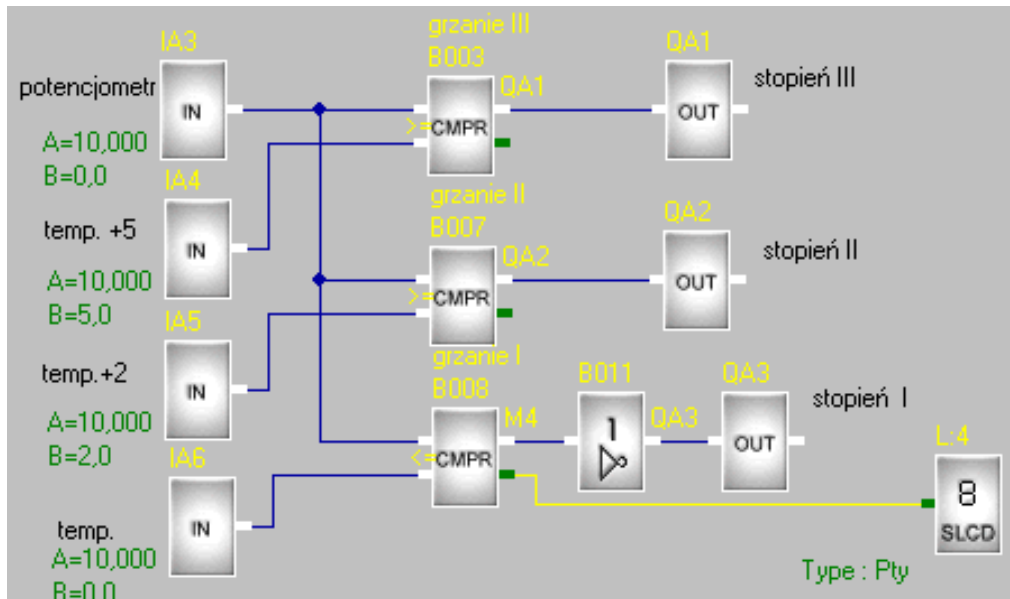 IA3
potencjometr
IN
A=10,000
B=0,0
grzanie III
B003
QA1
>=
CMPR
QA1
OUT
stopień III
IA4
temp. +5
IN
A=10,000
B=5,0
grzanie II
B007
QA2
>=
CMPR
QA2
OUT
stopień II
IA5
temp.+2
IN
A=10,000
B=2,0
grzanie I
B008
M4
<=
CMPR
B011
1
QA3
QA3
OUT
stopień I
IA6
temp.
IN
A=10,000
B=0,0
L:4
8
SLCD
Type : Pty